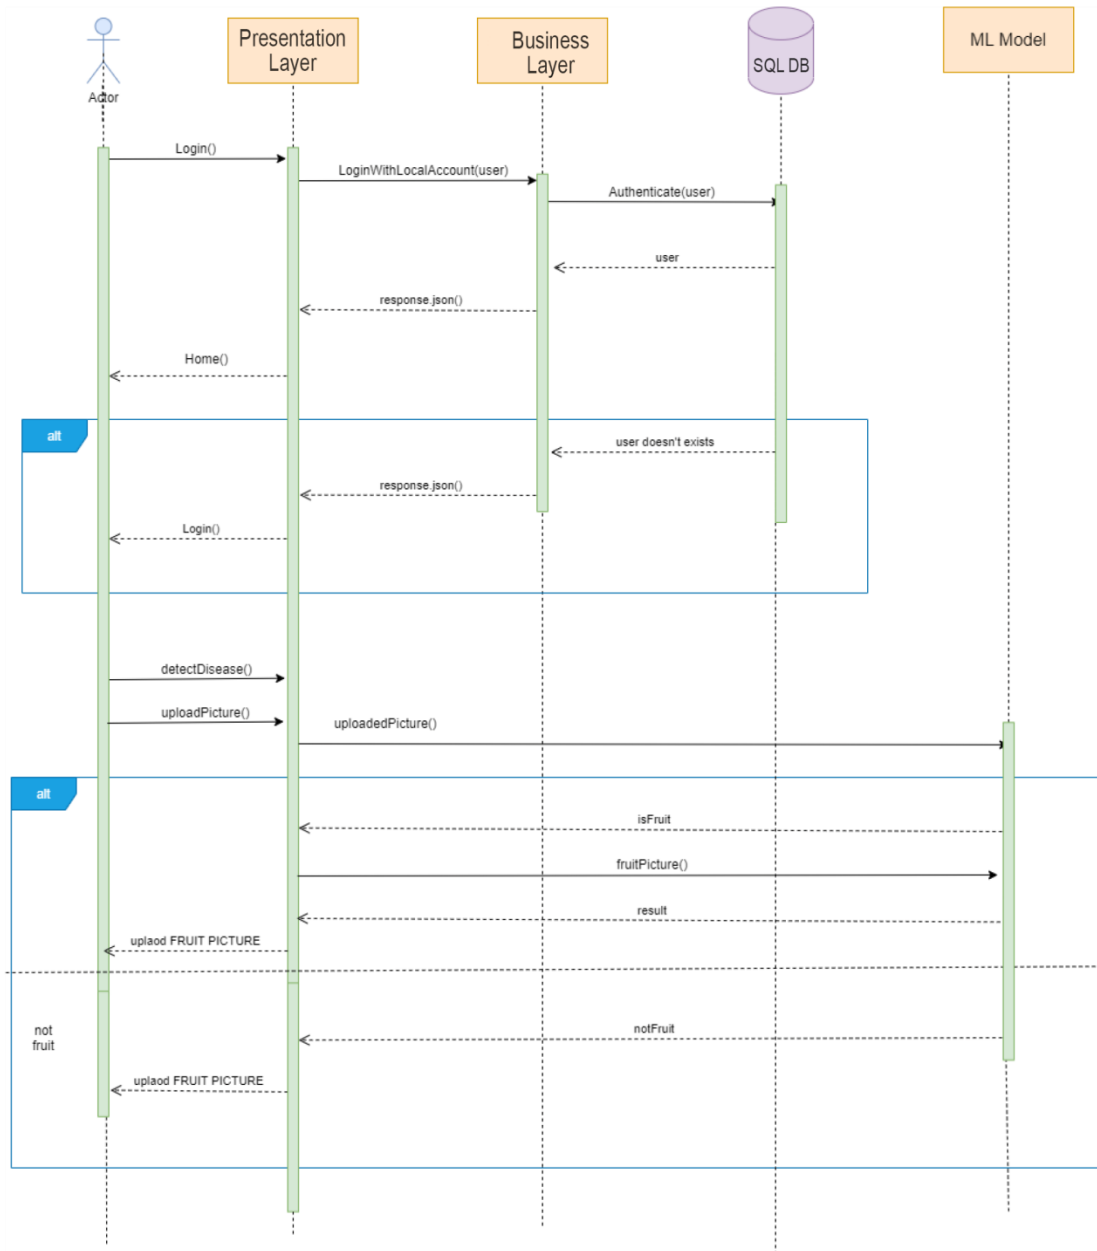 Actor
Presentation
Layer
Business
Layer
SQL DB
ML Model
Login()
LoginWithLocalAccount(user)
Authenticate(user)
user
response.json()
Home()
alt
user doesn't exists
response.json()
Login()
detectDisease()
uploadPicture()
uploadedPicture()
alt
isFruit
fruitPicture()
result
uplaod FRUIT PICTURE
not
fruit
notFruit
uplaod FRUIT PICTURE